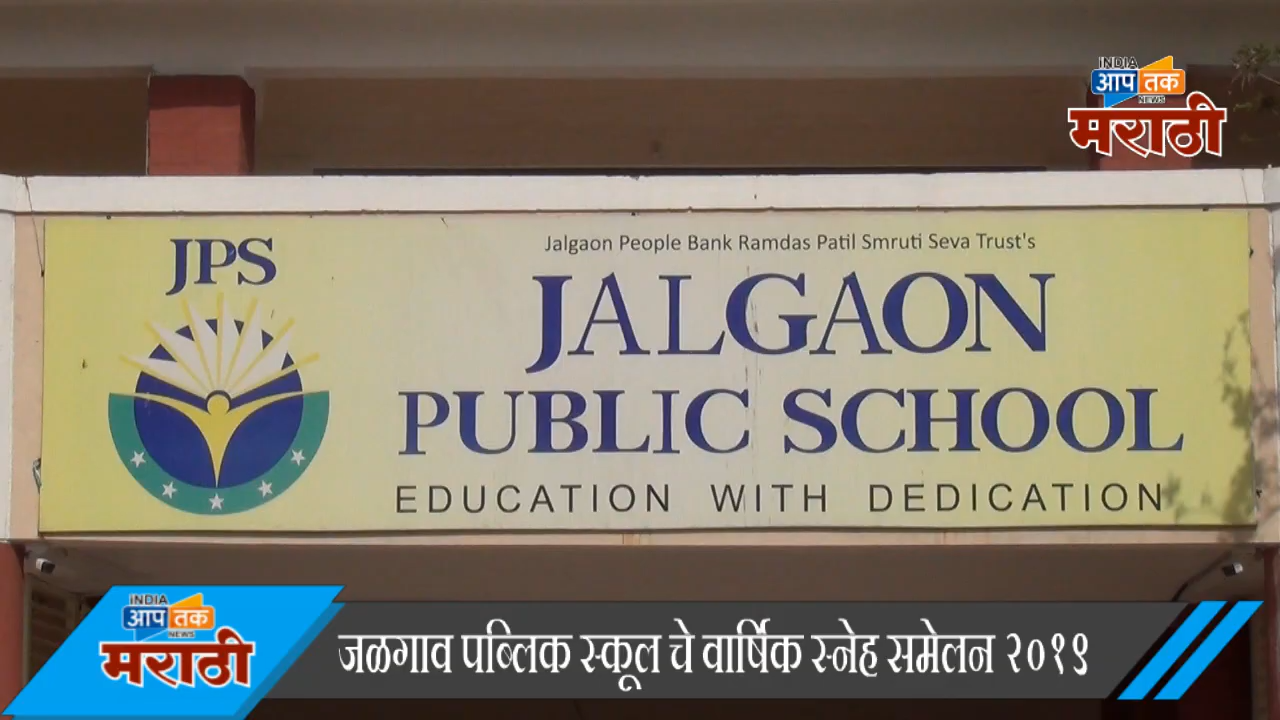 INDIA
आप तक
NEWS
मराठी
JPS
Jalgaon People Bank Ramdas Patil Smruti Seva Trust's
JALGAON
PUBLIC SCHOOL
EDUCATION WITH DEDICATION
INDIA
आप तक
NEWS
मराठी
जळगाव पब्लिक स्कूल चे वार्षिक स्नेह समेलन २०१९